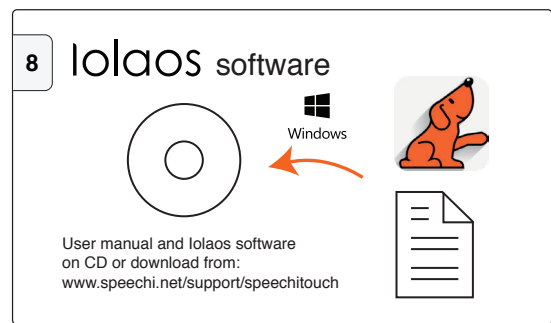 8
Iolaos software
Windows
User manual and Iolaos software
on CD or download from:
www.speechi.net/support/speechitouch